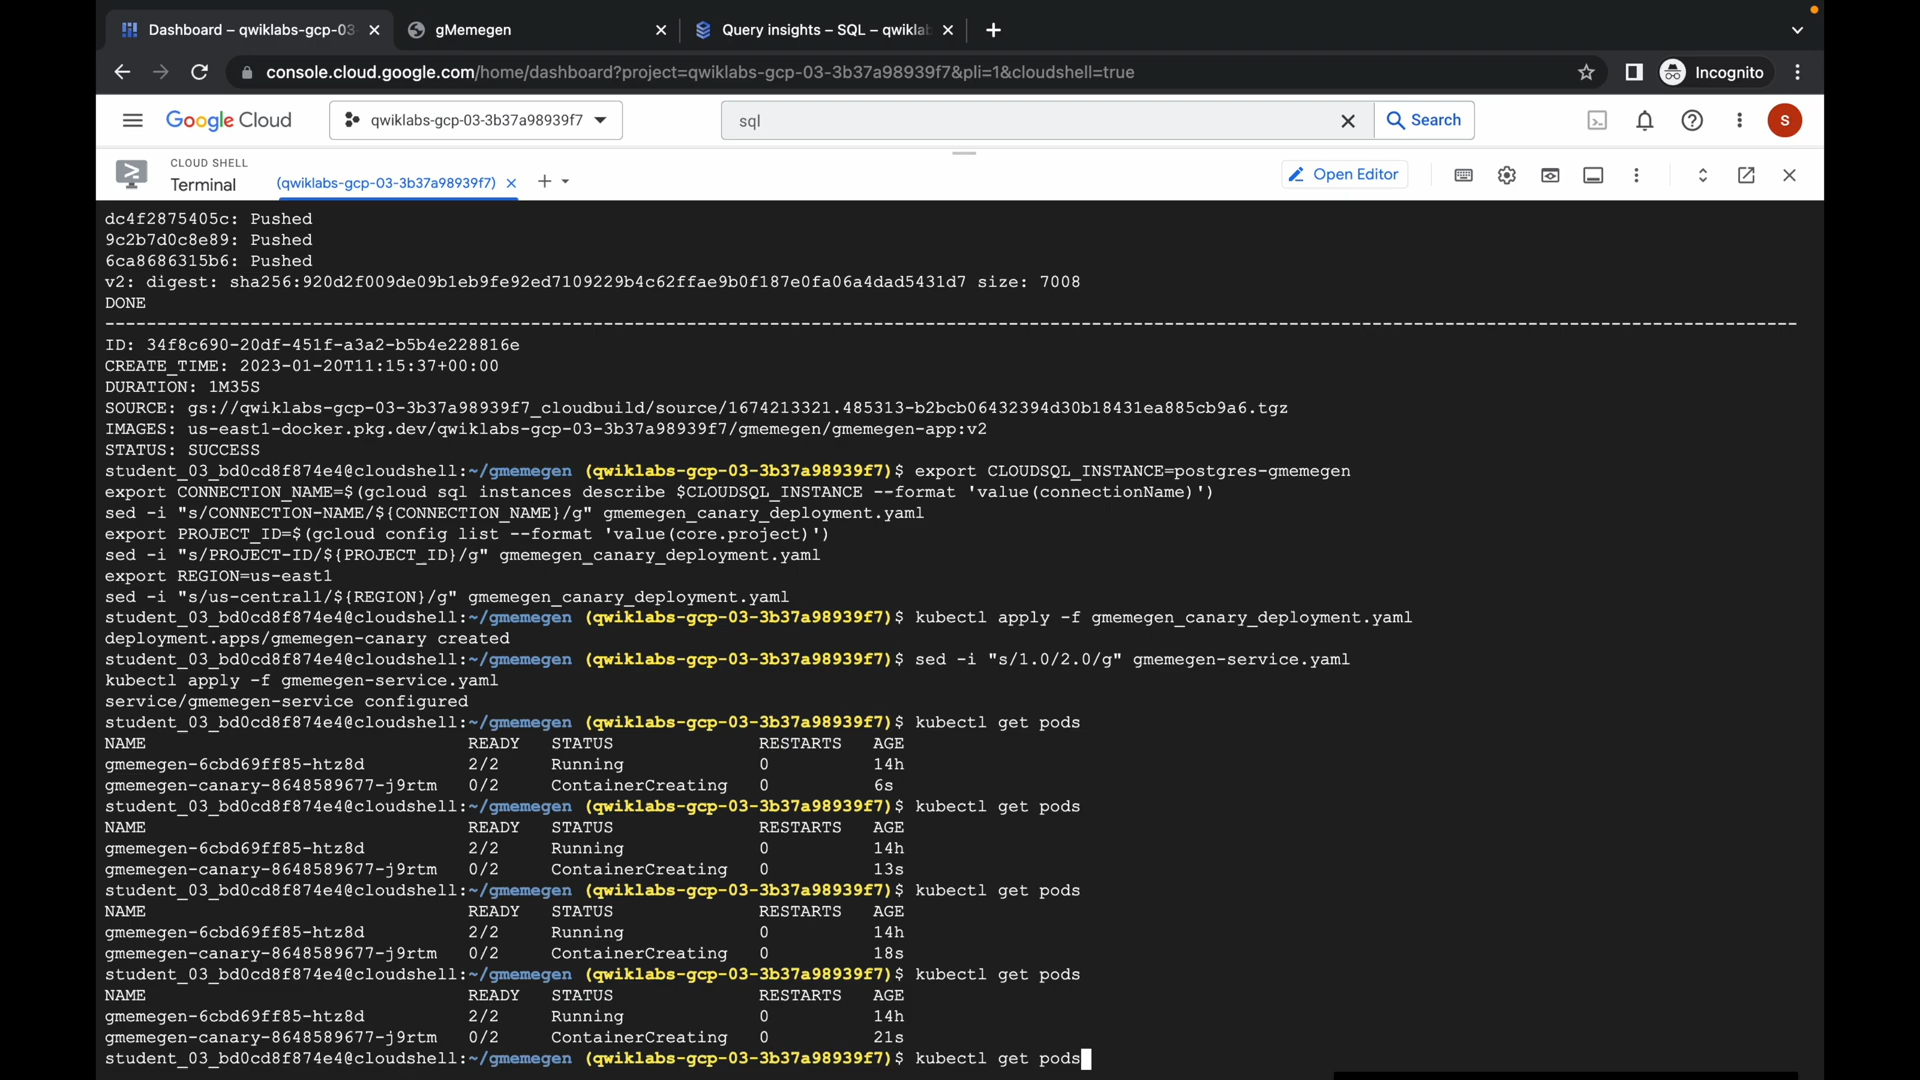 Dashboard – qwiklabs-gcp-03-
gMemegen
Query insights – SQL – qwiklab
console.cloud.google.com/home/dashboard?project=qwiklabs-gcp-03-3b37a98939f7&pli=1&cloudshell=true
Incognito
Google Cloud
qwiklabs-gcp-03-3b37a98939f7
sql
Search
S
CLOUD SHELL
Terminal
(qwiklabs-gcp-03-3b37a98939f7)
Open Editor
dc4f2875405c: Pushed
9c2b7d0c8e89: Pushed
6ca8686315b6: Pushed
v2: digest: sha256:920d2f009de09b1eb9fe92ed7109229b4c62ffae9b0f187e0fa06a4dad5431d7 size: 7008
DONE
ID: 34f8c690-20df-451f-a3a2-b5b4e228816e
CREATE_TIME: 2023-01-20T11:15:37+00:00
DURATION: 1M35S
SOURCE: gs://qwiklabs-gcp-03-3b37a98939f7_cloudbuild/source/1674213321.485313-b2bcb06432394d30b18431ea885cb9a6.tgz
IMAGES: us-east1-docker.pkg.dev/qwiklabs-gcp-03-3b37a98939f7/gmemegen/gmemegen-app:v2
STATUS: SUCCESS
student_03_bd0cd8f874e4@cloudshell:~/gmemegen (qwiklabs-gcp-03-3b37a98939f7)$ export CLOUDSQL_INSTANCE=postgres-gmemegen
export CONNECTION_NAME=$(gcloud sql instances describe $CLOUDSQL_INSTANCE --format 'value(connectionName)')
sed -i "s/CONNECTION-NAME/${CONNECTION_NAME}/g" gmemegen_canary_deployment.yaml
export PROJECT_ID=$(gcloud config list --format 'value(core.project)')
sed -i "s/PROJECT-ID/${PROJECT_ID}/g" gmemegen_canary_deployment.yaml
export REGION=us-east1
sed -i "s/us-central1/${REGION}/g" gmemegen_canary_deployment.yaml
student_03_bd0cd8f874e4@cloudshell:~/gmemegen (qwiklabs-gcp-03-3b37a98939f7)$ kubectl apply -f gmemegen_canary_deployment.yaml
deployment.apps/gmemegen-canary created
student_03_bd0cd8f874e4@cloudshell:~/gmemegen (qwiklabs-gcp-03-3b37a98939f7)$ sed -i "s/1.0/2.0/g" gmemegen-service.yaml
kubectl apply -f gmemegen-service.yaml
service/gmemegen-service configured
student_03_bd0cd8f874e4@cloudshell:~/gmemegen (qwiklabs-gcp-03-3b37a98939f7)$ kubectl get pods
NAME READY STATUS RESTARTS AGE
gmemegen-6cbd69ff85-htz8d 2/2 Running 0 14h
gmemegen-canary-8648589677-j9rtm 0/2 ContainerCreating 0 6s
student_03_bd0cd8f874e4@cloudshell:~/gmemegen (qwiklabs-gcp-03-3b37a98939f7)$ kubectl get pods
NAME READY STATUS RESTARTS AGE
gmemegen-6cbd69ff85-htz8d 2/2 Running 0 14h
gmemegen-canary-8648589677-j9rtm 0/2 ContainerCreating 0 13s
student_03_bd0cd8f874e4@cloudshell:~/gmemegen (qwiklabs-gcp-03-3b37a98939f7)$ kubectl get pods
NAME READY STATUS RESTARTS AGE
gmemegen-6cbd69ff85-htz8d 2/2 Running 0 14h
gmemegen-canary-8648589677-j9rtm 0/2 ContainerCreating 0 18s
student_03_bd0cd8f874e4@cloudshell:~/gmemegen (qwiklabs-gcp-03-3b37a98939f7)$ kubectl get pods
NAME READY STATUS RESTARTS AGE
gmemegen-6cbd69ff85-htz8d 2/2 Running 0 14h
gmemegen-canary-8648589677-j9rtm 0/2 ContainerCreating 0 21s
student_03_bd0cd8f874e4@cloudshell:~/gmemegen (qwiklabs-gcp-03-3b37a98939f7)$ kubectl get pods